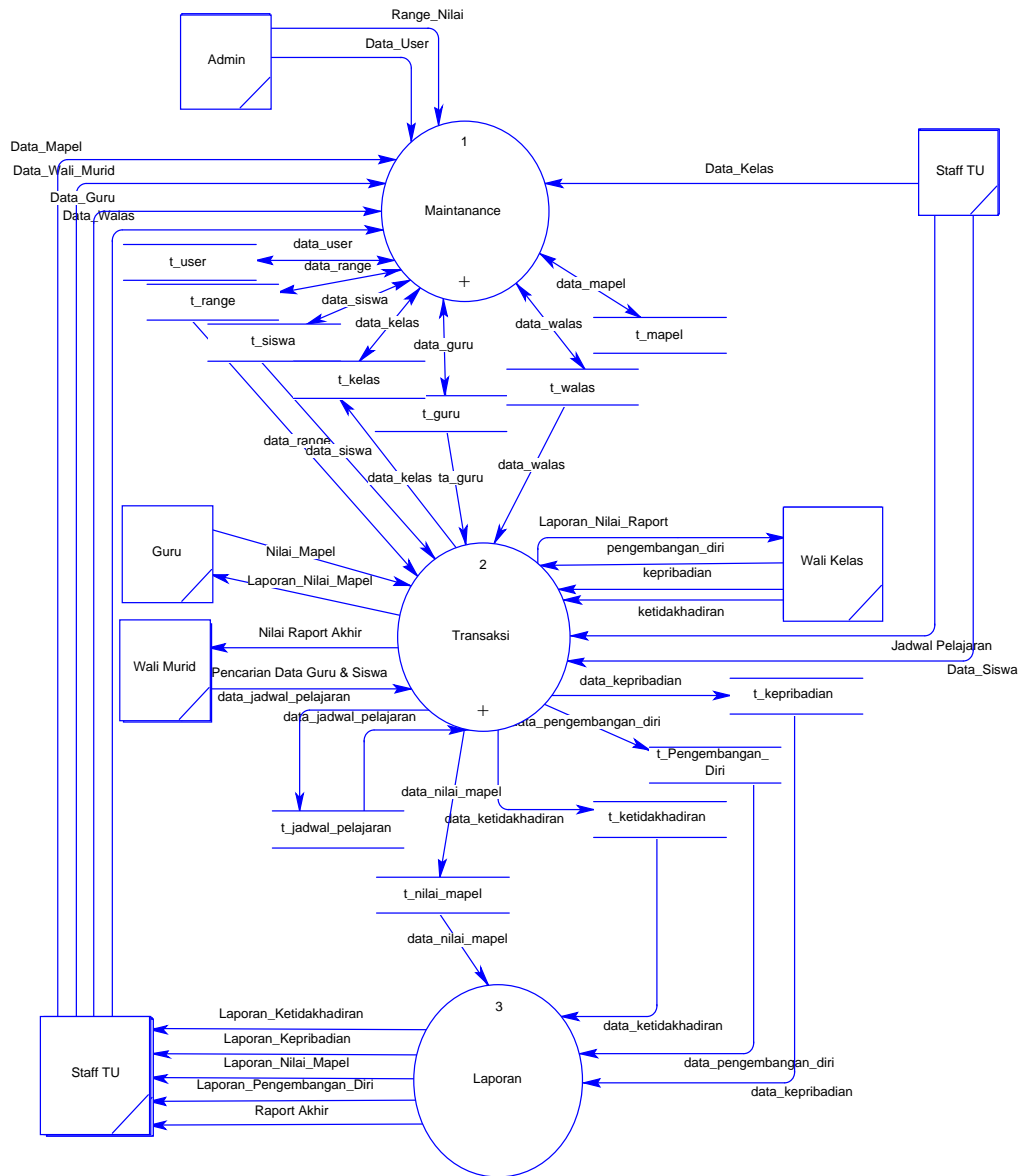 Range_Nilai
Data_User
Admin
1
Maintanance
+
Data_Mapel
Data_Wali_Murid
Data_Guru
Data_Walas
Data_Kelas
Staff TU
data_user
t_user
data_range
t_range
data_siswa
t_siswa
data_kelas
t_kelas
data_guru
t_guru
data_walas
t_walas
data_mapel
t_mapel
data_range
data_siswa
data_kelas
ta_guru
data_walas
Guru
Nilai_Mapel
Laporan_Nilai_Mapel
2
Transaksi
+
Laporan_Nilai_Raport
pengembangan_diri
kepribadian
ketidakhadiran
Wali Kelas
Nilai Raport Akhir
Wali Murid
Pencarian Data Guru & Siswa
Jadwal Pelajaran
Data_Siswa
data_jadwal_pelajaran
data_jadwal_pelajaran
t_jadwal_pelajaran
data_kepribadian
t_kepribadian
data_pengembangan_diri
t_Pengembangan_
Diri
data_nilai_mapel
data_ketidakhadiran
t_ketidakhadiran
t_nilai_mapel
data_nilai_mapel
3
Laporan
data_ketidakhadiran
data_pengembangan_diri
data_kepribadian
Laporan_Ketidakhadiran
Laporan_Kepribadian
Laporan_Nilai_Mapel
Laporan_Pengembangan_Diri
Raport Akhir
Staff TU